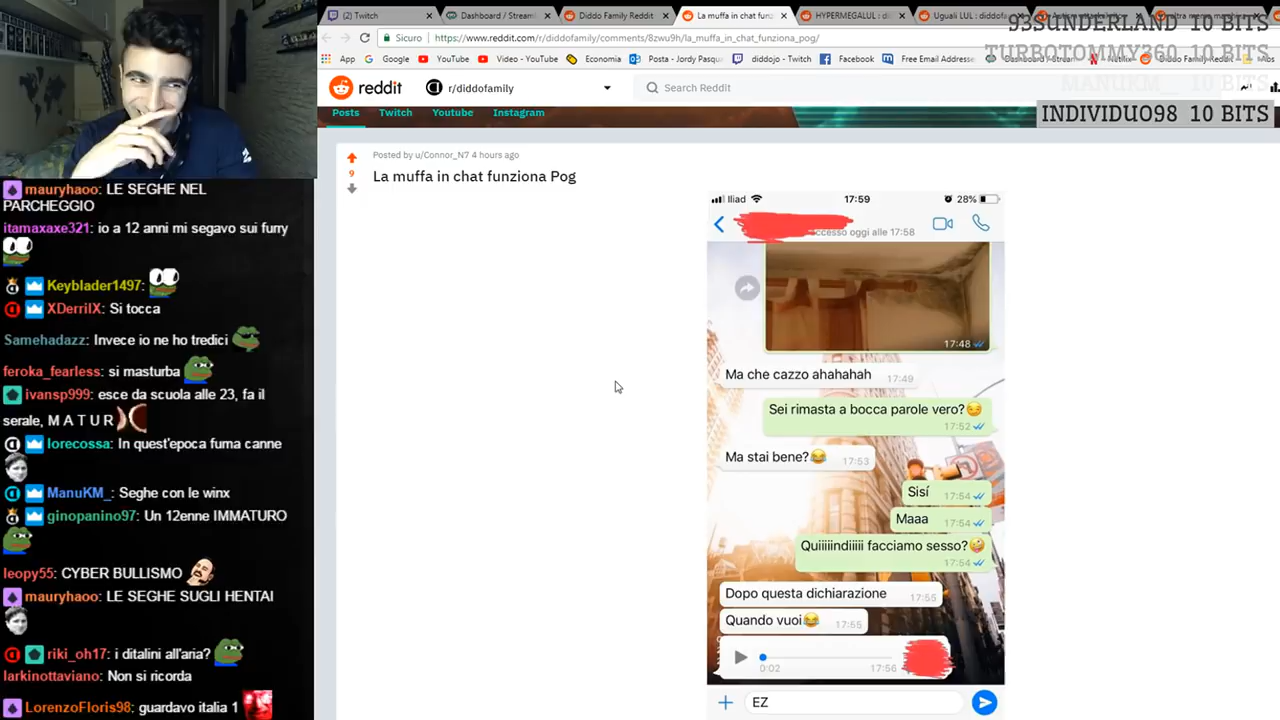 (2) Twitch
Dashboard / Streaml
Diddo Family Reddit
La muffa in chat funz
HYPERMEGALUL : di
Uguali LUL : diddofa
93SUNDERLAND 10 BITS
Sicuro https://www.reddit.com/r/diddofamily/comments/8zwu9h/la_muffa_in_chat_funziona_pog/
TURBOTOMMY360 10 BITS
App Google YouTube Video - YouTube Economia Posta - Jordy Pasqu diddojo - Twitch Facebook Free Email Addresse
MANUKM_ 10 BITS
reddit r/diddofamily Search Reddit
INDIVIDUO98 10 BITS
Posts Twitch Youtube Instagram
Posted by u/Connor_N7 4 hours ago
9
La muffa in chat funziona Pog
Iliad 17:59 28%
ccesso oggi alle 17:58
17:48
Ma che cazzo ahahahah 17:49
Sei rimasta a bocca parole vero?
17:52
Ma stai bene? 17:53
Sisí 17:54
Maaa 17:54
Quiiiiindiiiii facciamo sesso?
17:54
Dopo questa dichiarazione 17:55
Quando vuoi 17:55
0:02 17:56
EZ
mauryhaoo: LE SEGHE NEL
PARCHEGGIO
itamaxaxe321: io a 12 anni mi segavo sui furry
Keyblader1497:
XDerrilX: Si tocca
Samehadazz: Invece io ne ho tredici
feroka_fearless: si masturba
ivansp999: esce da scuola alle 23, fa il
serale, M A T U R
lorecossa: In quest'epoca fuma canne
ManuKM_: Seghe con le winx
ginopanino97: Un 12enne IMMATURO
leopy55: CYBER BULLISMO
mauryhaoo: LE SEGHE SUGLI HENTAI
riki_oh17: i ditalini all'aria?
larkinottaviano: Non si ricorda
LorenzoFloris98: guardavo italia 1